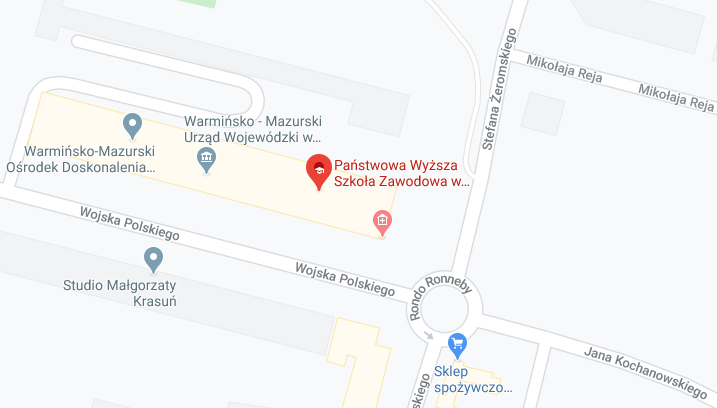 Stefana Żeromskiego
Mikołaja Reja
Mikołaja Reja
Warmińsko - Mazurski
Urząd Wojewódzki w...
Warmińsko-Mazurski
Ośrodek Doskonalenia...
Państwowa Wyższa
Szkoła Zawodowa w...
Wojska Polskiego
Wojska Polskiego
Studio Małgorzaty
Krasuń
Rondo Ronneby
Jana Kochanowskiego
Sklep
spożywczo...
skiego